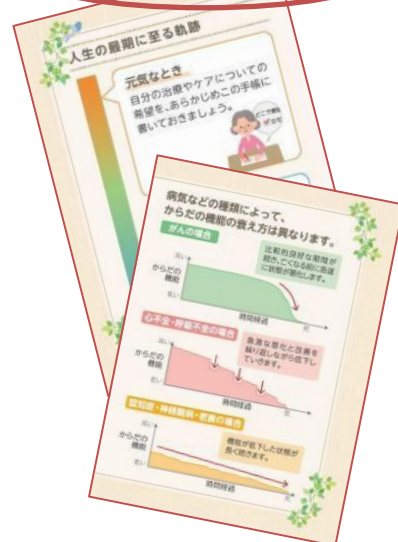 人生の最期に至る軌跡
元気なとき
自分の治療やケアについての
希望を、あらかじめこの手帳に
書いておきましょう。
病気などの種類によって、
からだの機能の衰え方は異なります。
がんの場合
比較的良好な期間が
続き、亡くなる前に急速
に状態が悪化します。
高い
からだの
機能
低い
時間経過
死
心不全・呼吸不全の場合
急激な悪化と改善を
繰り返しながら低下し
ていきます。
高い
からだの
機能
低い
時間経過
死
認知症・神経難病・老衰の場合
機能が低下した状態が
長く続きます。
高い
からだの
機能
低い
時間経過
死